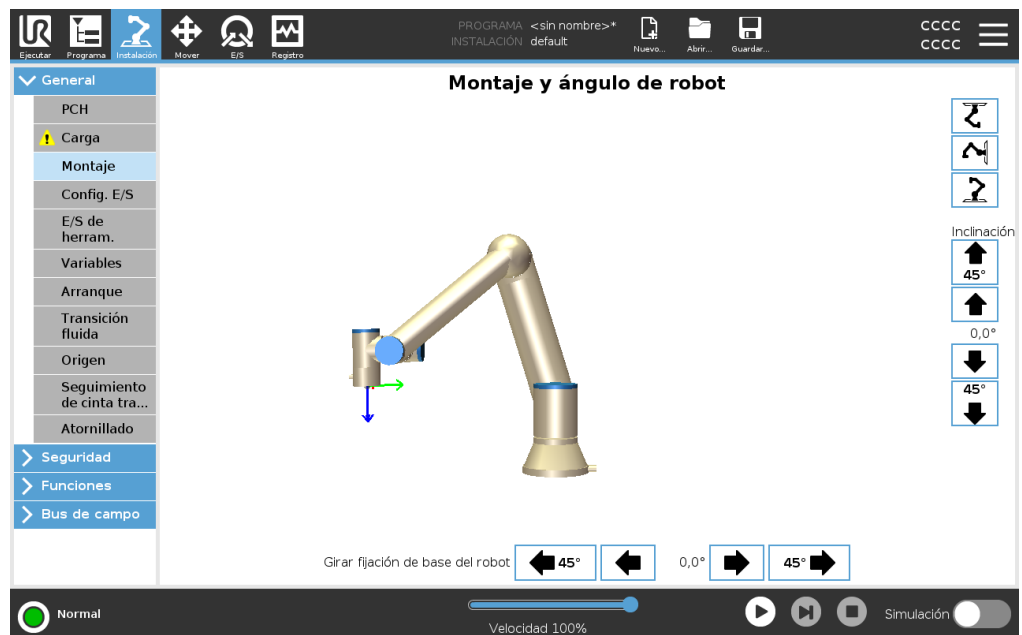 UR
Ejecutar
Programa
Instalación
Mover
E/S
Registro
PROGRAMA <sin nombre>*
INSTALACIÓN default
Nuevo...
Abrir...
Guardar...
CCCC
CCCC
General
PCH
Carga
Montaje
Config. E/S
E/S de
herram.
Variables
Arranque
Transición
fluida
Origen
Seguimiento
de cinta tra...
Atornillado
Seguridad
Funciones
Bus de campo
Montaje y ángulo de robot
Inclinación
45°
0,0°
45°
Girar fijación de base del robot
45°
0,0°
45°
Normal
Velocidad 100%
Simulación